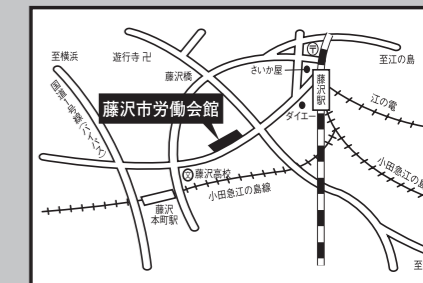 至横浜
遊行寺 卍
藤沢橋
さいか屋
〒
至江の島
国道1号線(バイパス)
藤沢市労働会館
藤沢駅
ダイエー
江の電
文 藤沢高校
小田急江の島線
小田急江の島
藤沢
本町駅
至